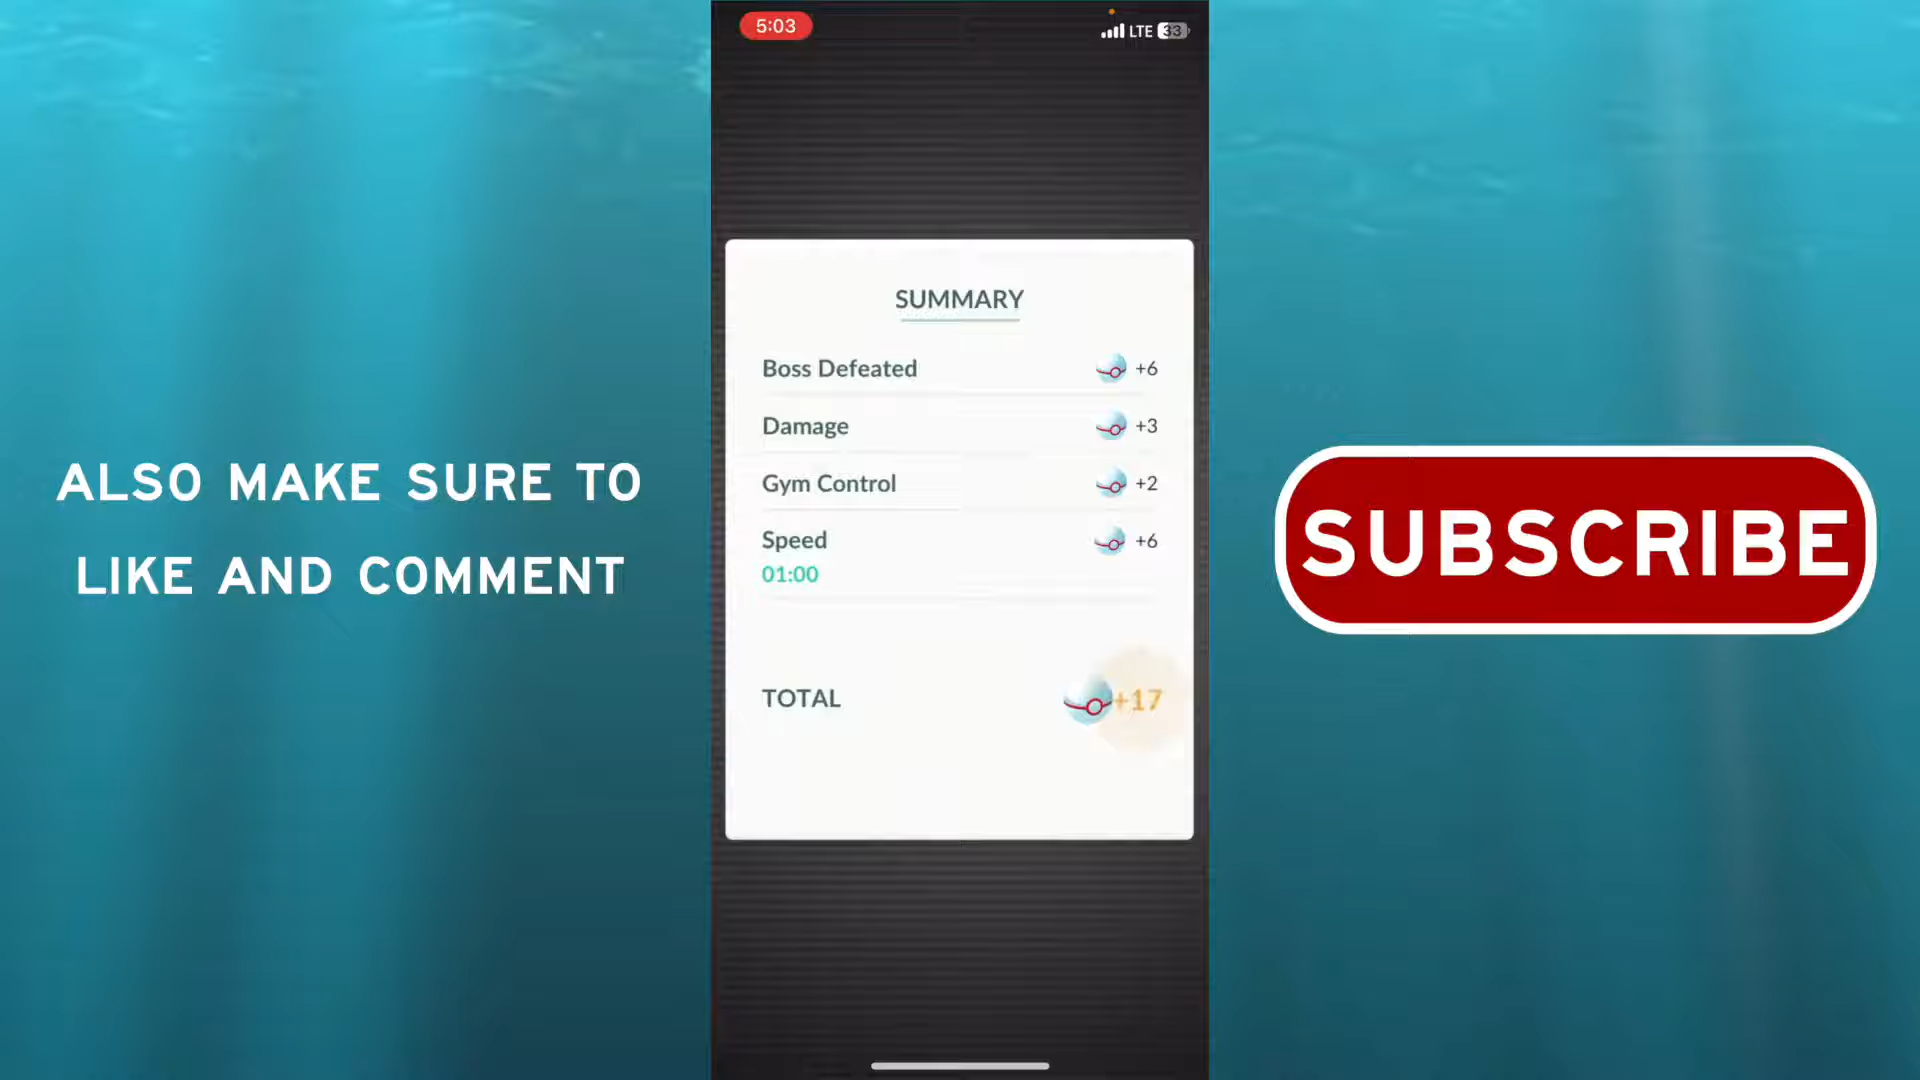 5:03
LTE 33
SUMMARY
Boss Defeated +6
Damage +3
Gym Control +2
Speed +6
01:00
TOTAL +17
ALSO MAKE SURE TO
LIKE AND COMMENT
SUBSCRIBE